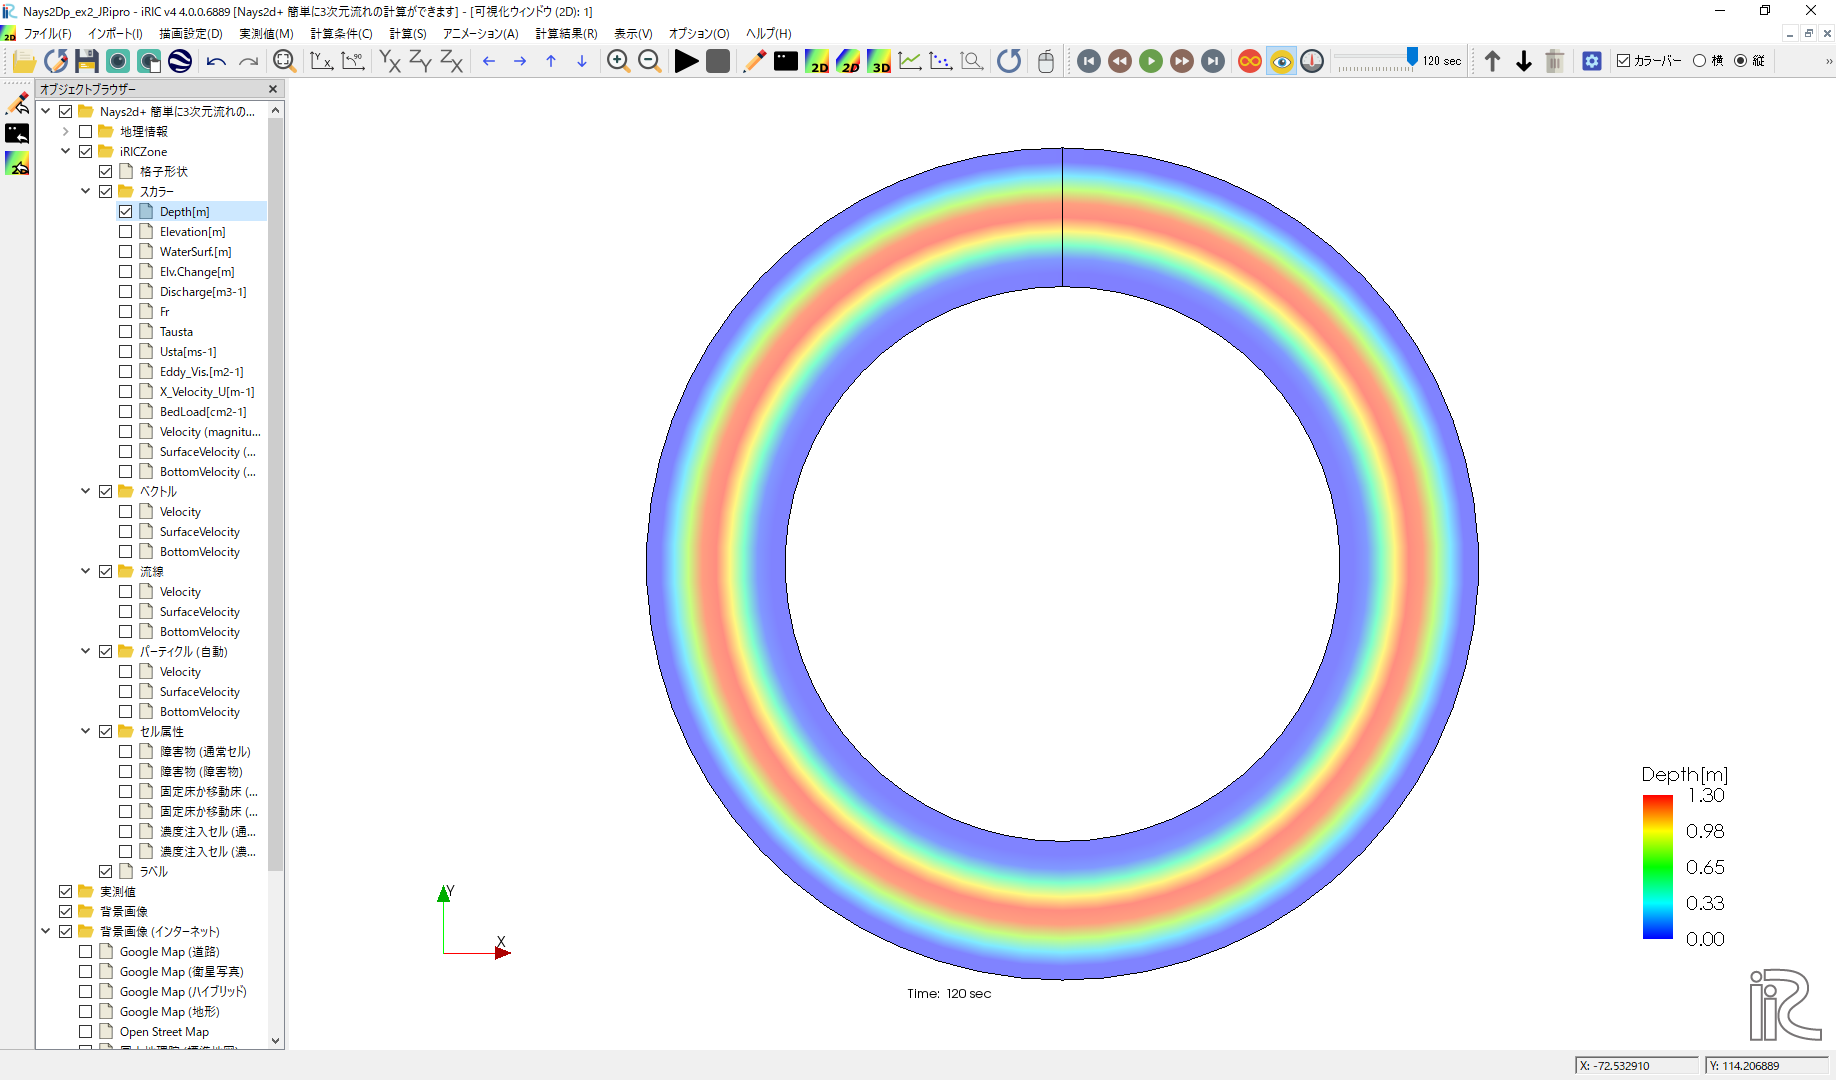 Nays2Dp_ex2_JP.ipro - iRIC v4 4.0.0.6889 [Nays2d+ 簡単に3次元流れの計算ができます] - [可視化ウィンドウ (2D): 1]
ファイル(F) インポート(I) 描画設定(D) 実測値(M) 計算条件(C) 計算(S) アニメーション(A) 計算結果(R) 表示(V) オプション(O) ヘルプ(H)
120 sec カラーバー 横 縦
オブジェクトブラウザー
Nays2d+ 簡単に3次元流れの...
地理情報
iRICZone
格子形状
スカラー
Depth[m]
Elevation[m]
WaterSurf.[m]
Elv.Change[m]
Discharge[m3-1]
Fr
Tausta
Usta[ms-1]
Eddy_Vis.[m2-1]
X_Velocity_U[m-1]
BedLoad[cm2-1]
Velocity (magnitu...
SurfaceVelocity (...
BottomVelocity (...
ベクトル
Velocity
SurfaceVelocity
BottomVelocity
流線
Velocity
SurfaceVelocity
BottomVelocity
パーティクル (自動)
Velocity
SurfaceVelocity
BottomVelocity
セル属性
障害物 (通常セル)
障害物 (障害物)
固定床か移動床 (...
固定床か移動床 (...
濃度注入セル (通...
濃度注入セル (濃...
ラベル
実測値
背景画像
背景画像 (インターネット)
Google Map (道路)
Google Map (衛星写真)
Google Map (ハイブリッド)
Google Map (地形)
Open Street Map
Y
X
Time: 120 sec
Depth[m]
1.30
0.98
0.65
0.33
0.00
iRIC
X: -72.532910
Y: 114.206889